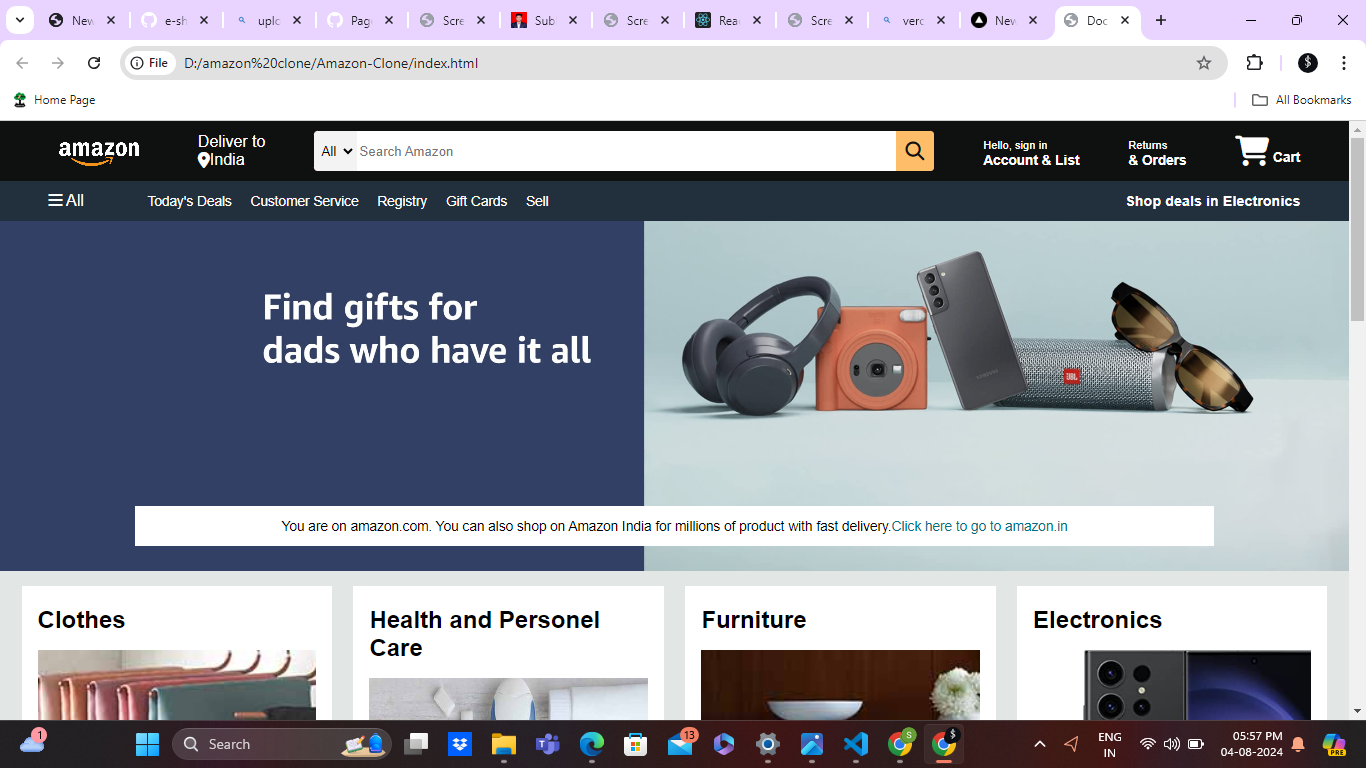 New
e-sh
uplo
Pag
Scre
Sub
Scre
Rea
Scre
verc
New
Doc
File D:/amazon%20clone/Amazon-Clone/index.html
Home Page
All Bookmarks
amazon
Deliver to
India
All
Search Amazon
Hello, sign in
Account & List
Returns
& Orders
Cart
All
Today's Deals
Customer Service
Registry
Gift Cards
Sell
Shop deals in Electronics
Find gifts for
dads who have it all
SAMSUNG
JBL
You are on amazon.com. You can also shop on Amazon India for millions of product with fast delivery.Click here to go to amazon.in
Clothes
Health and Personel
Care
Furniture
Electronics
1
Search
13
S
$
ENG
IN
05:57 PM
04-08-2024
PRE